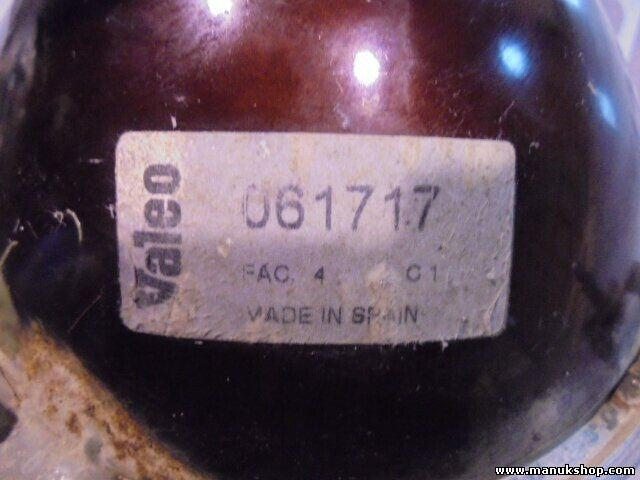 Valeo
061717
FAC. 4 C1
MADE IN SPAIN
www.manukshop.com